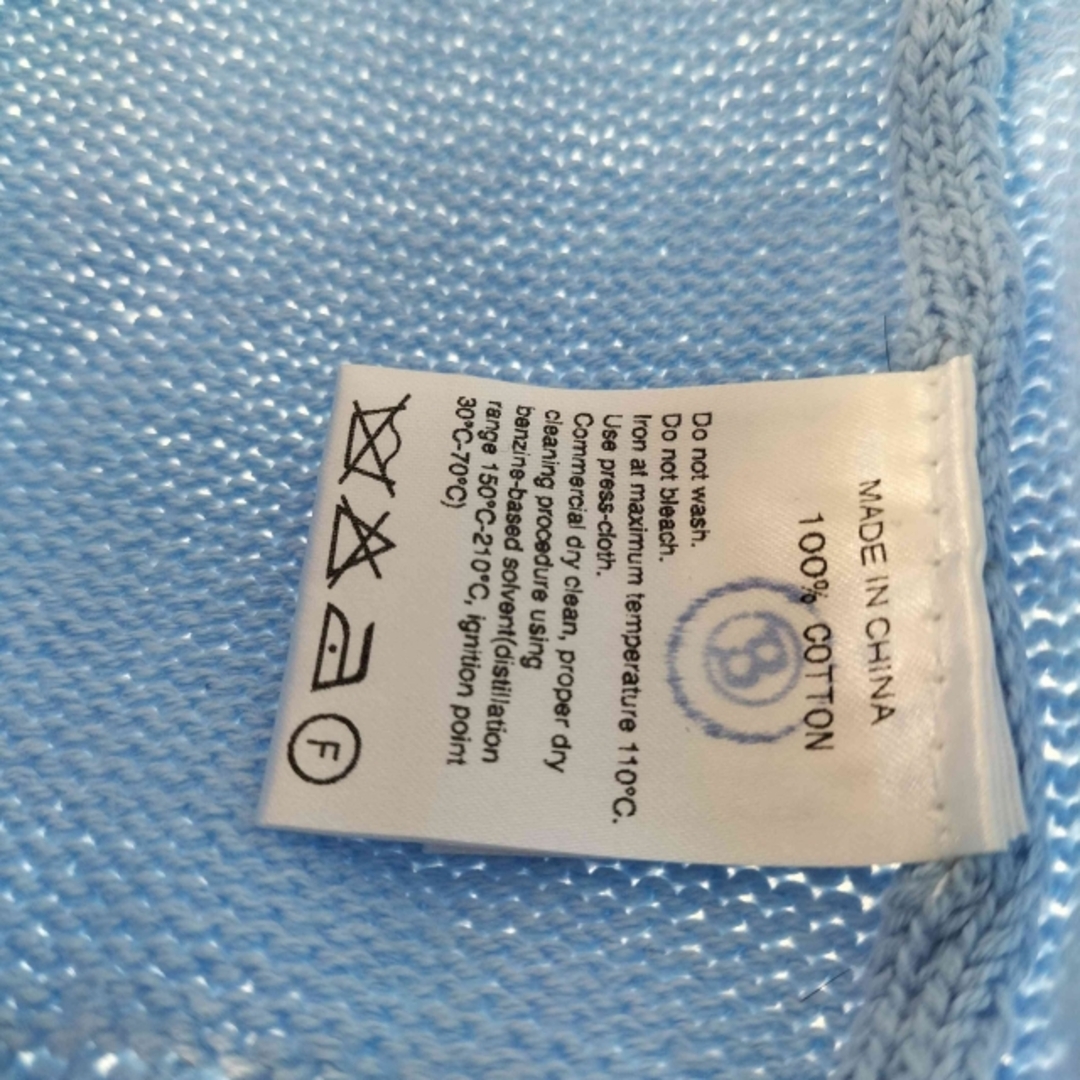 MADE IN CHINA
100% COTTON
8
Do not wash.
Do not bleach.
Iron at maximum temperature 110°C.
Use press-cloth.
Commercial dry clean, proper dry
cleaning procedure using
benzine-based solvent(distillation
range 150°C-210°C, ignition point
30°C-70°C)
F